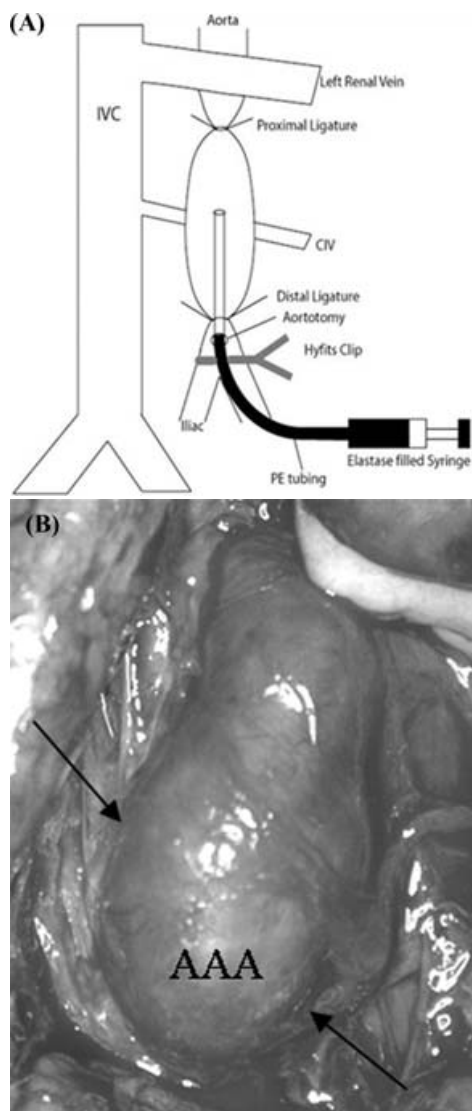 (A)
Aorta
Left Renal Vein
IVC
Proximal Ligature
CIV
Distal Ligature
Aortotomy
Hyfits Clip
Iliac
Elastase filled Syringe
PE tubing
(B)
AAA